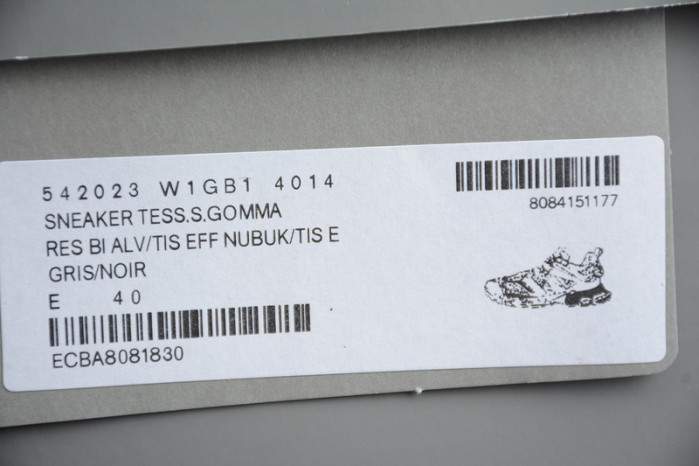 542023 W1GB1 4014
SNEAKER TESS.S.GOMMA
RES BI ALV/TIS EFF NUBUK/TIS E
GRIS/NOIR
E 40
ECBA8081830
8084151177